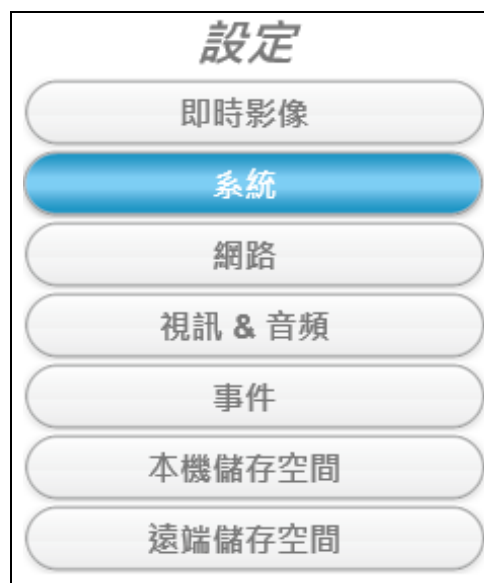 設定
即時影像
系統
網路
視訊 & 音頻
事件
本機儲存空間
遠端儲存空間